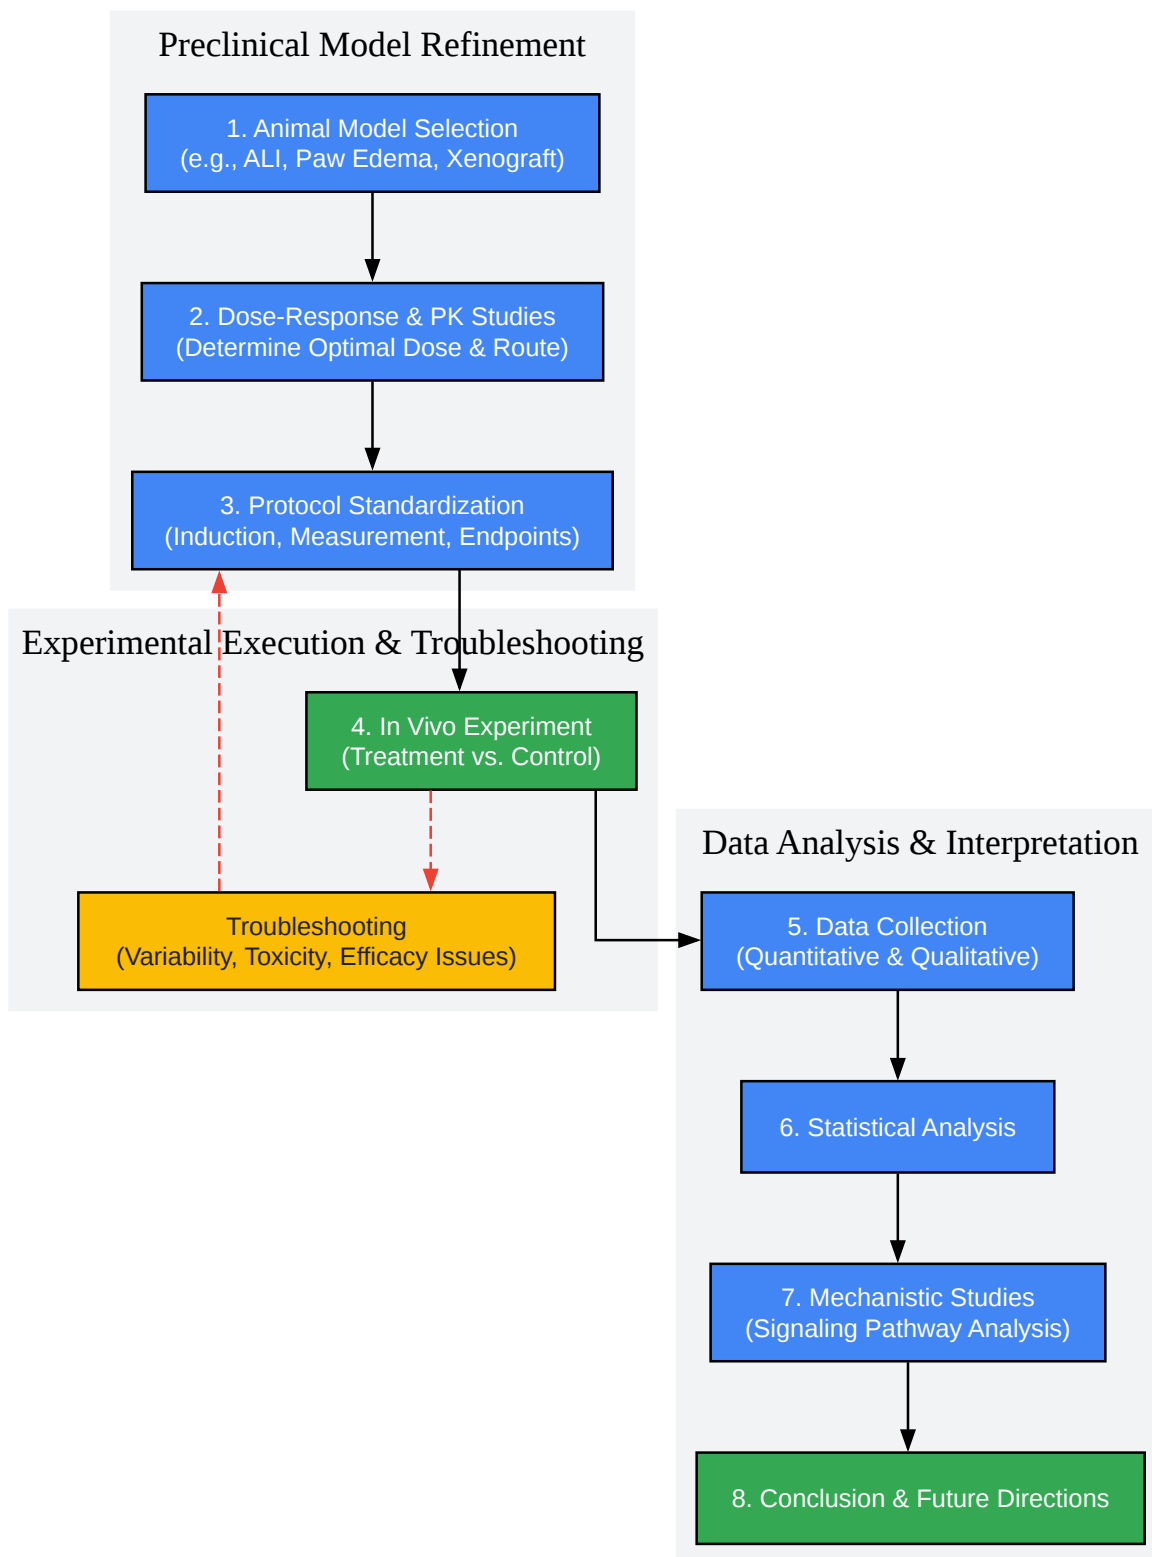 Preclinical Model Refinement
1. Animal Model Selection
(e.g., ALI, Paw Edema, Xenograft)
2. Dose-Response & PK Studies
(Determine Optimal Dose & Route)
3. Protocol Standardization
(Induction, Measurement, Endpoints)
Experimental Execution & Troubleshooting
4. In Vivo Experiment
(Treatment vs. Control)
Troubleshooting
(Variability, Toxicity, Efficacy Issues)
Data Analysis & Interpretation
5. Data Collection
(Quantitative & Qualitative)
6. Statistical Analysis
7. Mechanistic Studies
(Signaling Pathway Analysis)
8. Conclusion & Future Directions